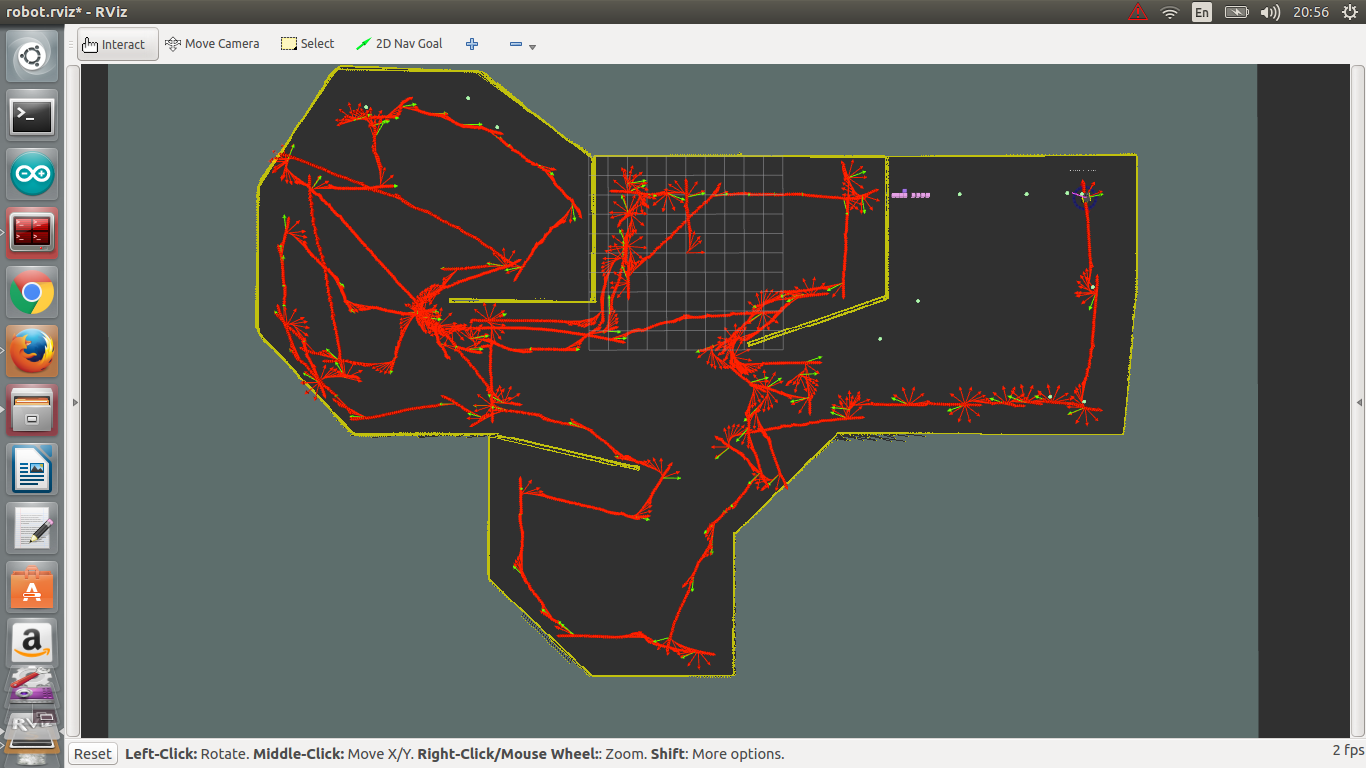 robot.rviz* - RViz
En
20:56
Interact
Move Camera
Select
2D Nav Goal
Reset
Left-Click: Rotate. Middle-Click: Move X/Y. Right-Click/Mouse Wheel:: Zoom. Shift: More options.
2 fps